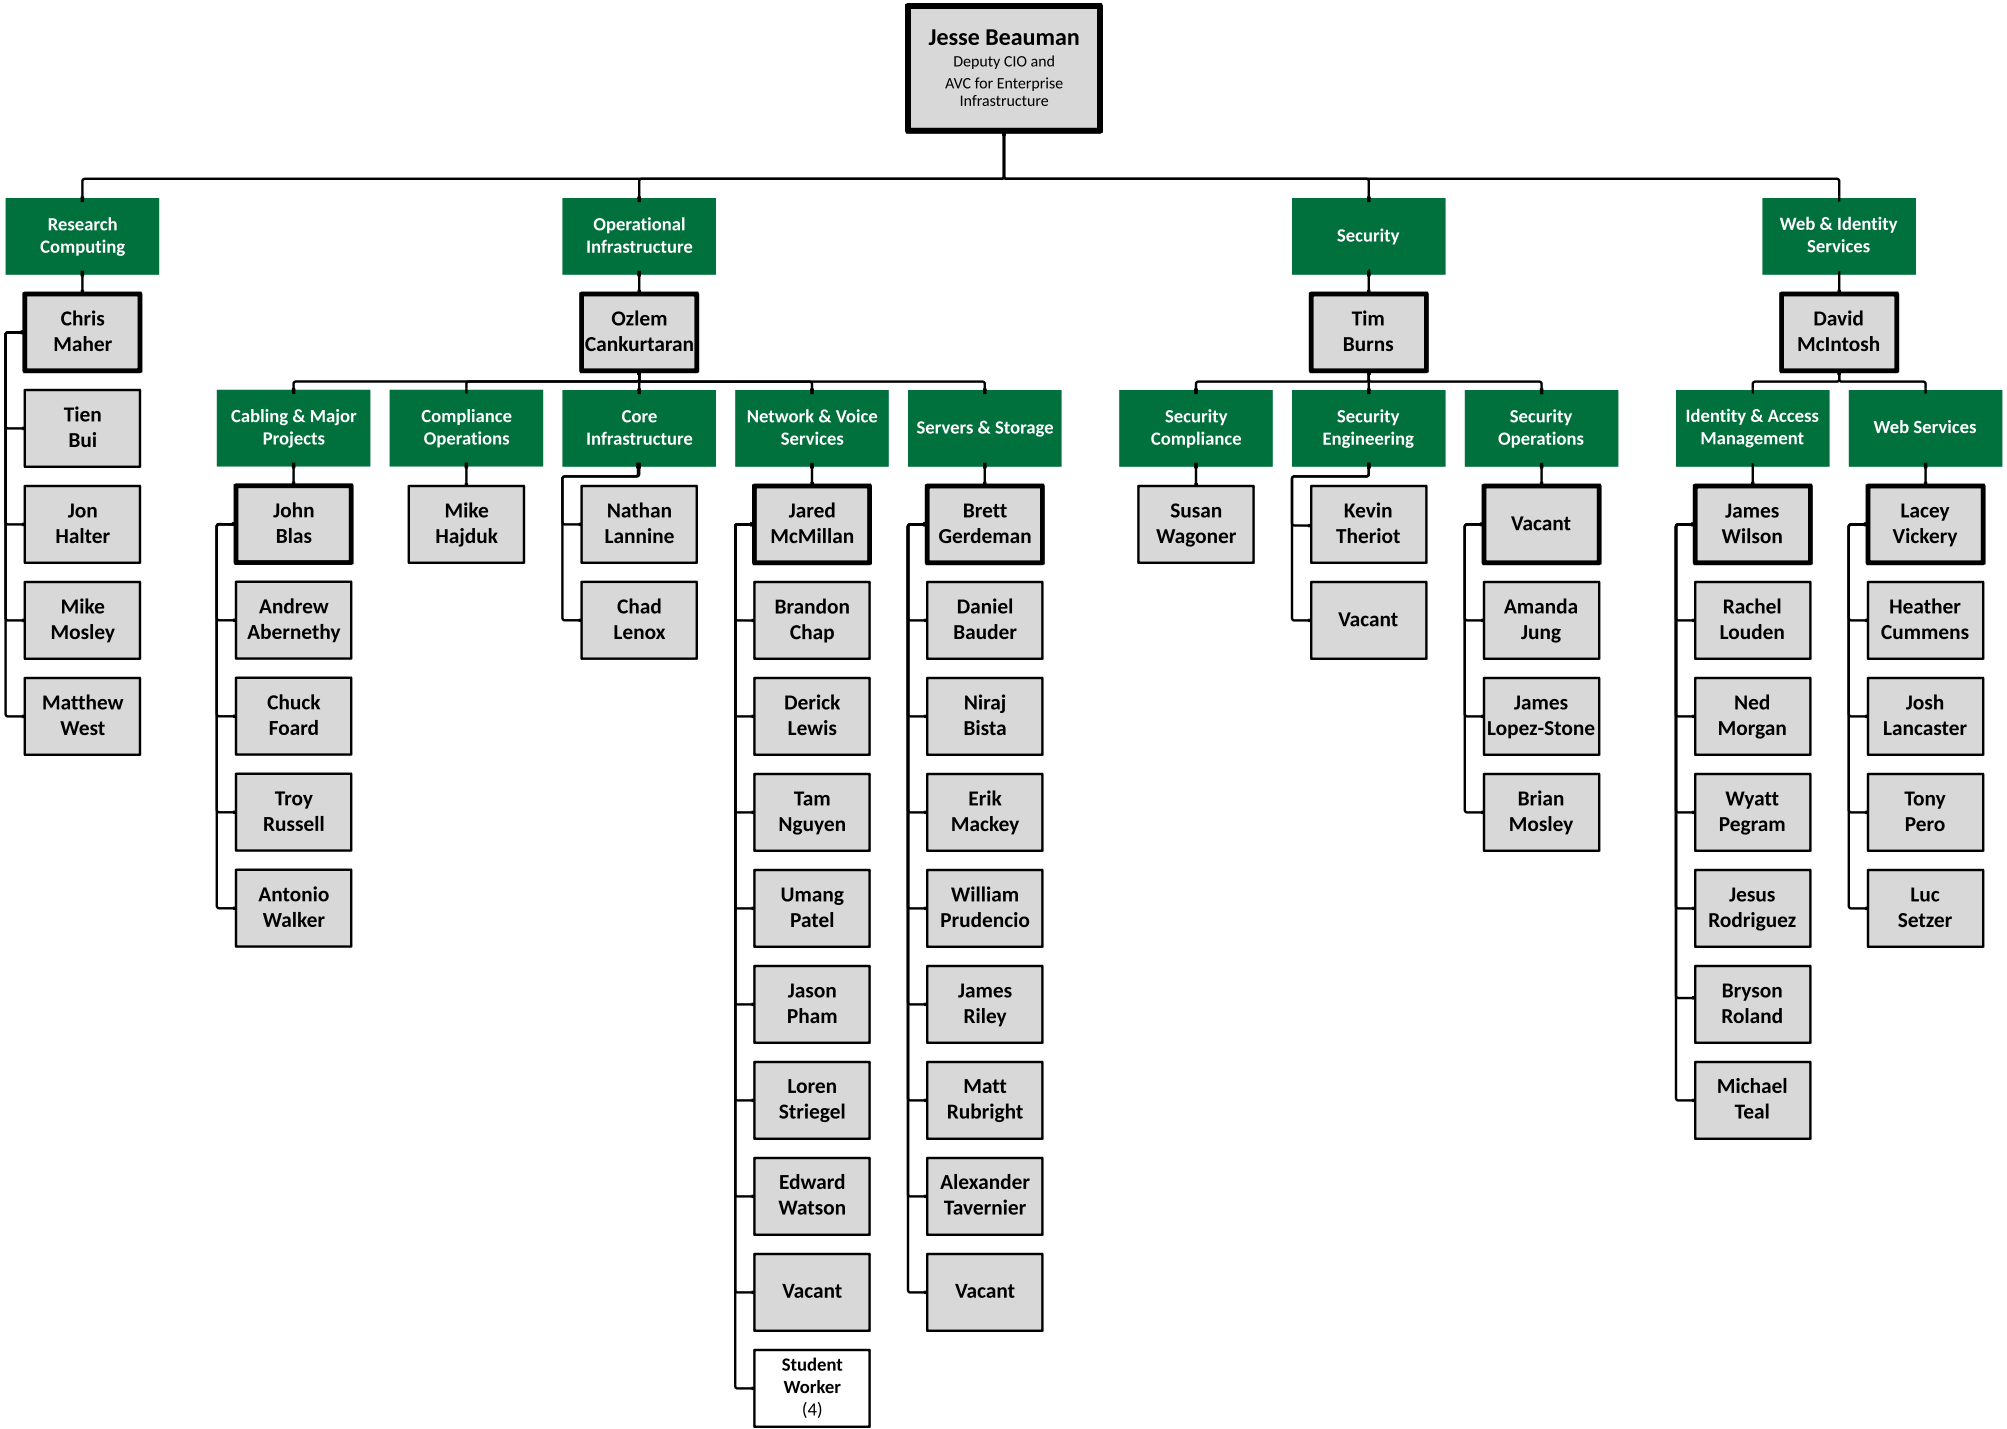 Jesse Beauman
Deputy CIO and
AVC for Enterprise
Infrastructure
Research
Computing
Operational
Infrastructure
Security
Web & Identity
Services
Chris
Maher
Ozlem
Cankurtaran
Tim
Burns
David
McIntosh
Tien
Bui
Jon
Halter
Mike
Mosley
Matthew
West
Cabling & Major
Projects
John
Blas
Andrew
Abernethy
Chuck
Foard
Troy
Russell
Antonio
Walker
Compliance
Operations
Mike
Hajduk
Core
Infrastructure
Nathan
Lannine
Chad
Lenox
Network & Voice
Services
Jared
McMillan
Brandon
Chap
Derick
Lewis
Tam
Nguyen
Umang
Patel
Jason
Pham
Loren
Striegel
Edward
Watson
Vacant
Student
Worker
(4)
Servers & Storage
Brett
Gerdeman
Daniel
Bauder
Niraj
Bista
Erik
Mackey
William
Prudencio
James
Riley
Matt
Rubright
Alexander
Tavernier
Vacant
Security
Compliance
Susan
Wagoner
Security
Engineering
Kevin
Theriot
Vacant
Security
Operations
Vacant
Amanda
Jung
James
Lopez-Stone
Brian
Mosley
Identity & Access
Management
James
Wilson
Rachel
Louden
Ned
Morgan
Wyatt
Pegram
Jesus
Rodriguez
Bryson
Roland
Michael
Teal
Web Services
Lacey
Vickery
Heather
Cummens
Josh
Lancaster
Tony
Pero
Luc
Setzer